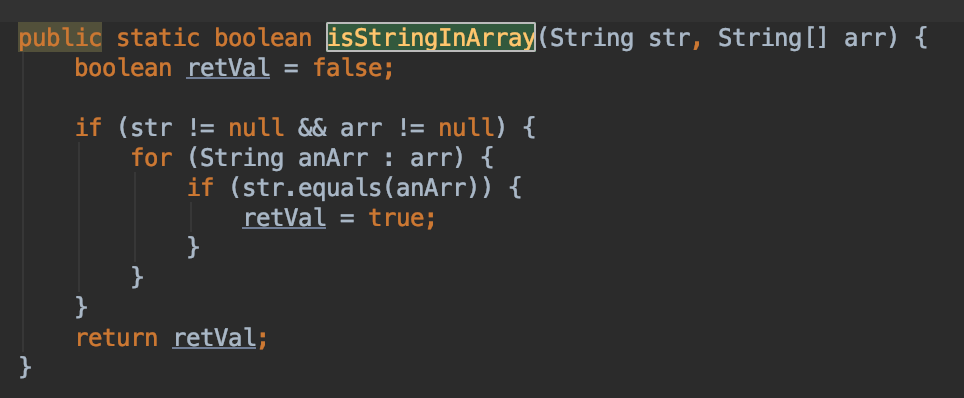 public static boolean isStringInArray(String str, String[] arr) {
    boolean retVal = false;

    if (str != null && arr != null) {
        for (String anArr : arr) {
            if (str.equals(anArr)) {
                retVal = true;
            }
        }
    }
    return retVal;
}